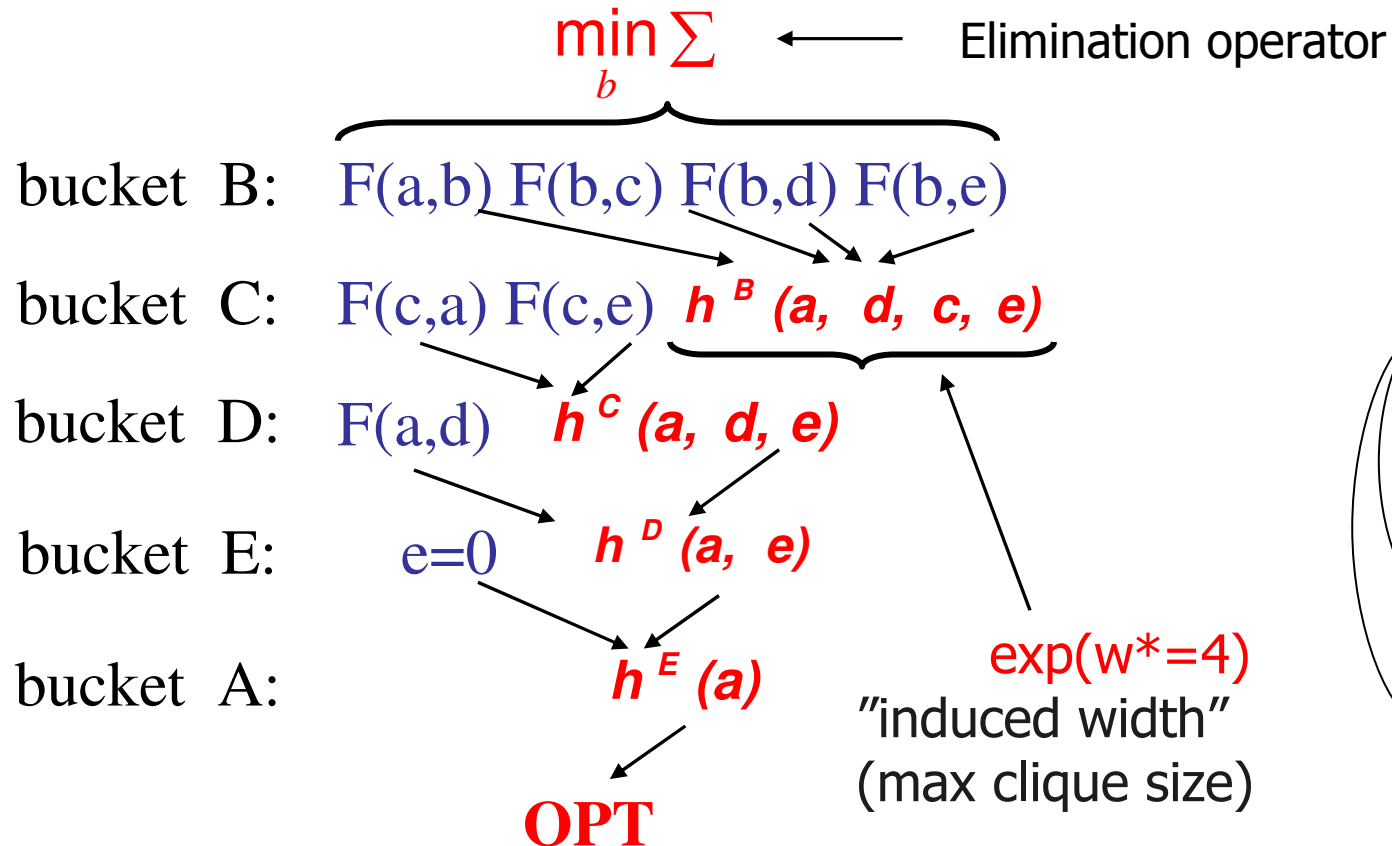 min ∑ Elimination operator
b
bucket B: F(a,b) F(b,c) F(b,d) F(b,e)
bucket C: F(c,a) F(c,e) h^B (a, d, c, e)
bucket D: F(a,d) h^C (a, d, e)
bucket E: e=0 h^D (a, e)
bucket A: h^E (a)
exp(w*=4)
"induced width"
(max clique size)
OPT